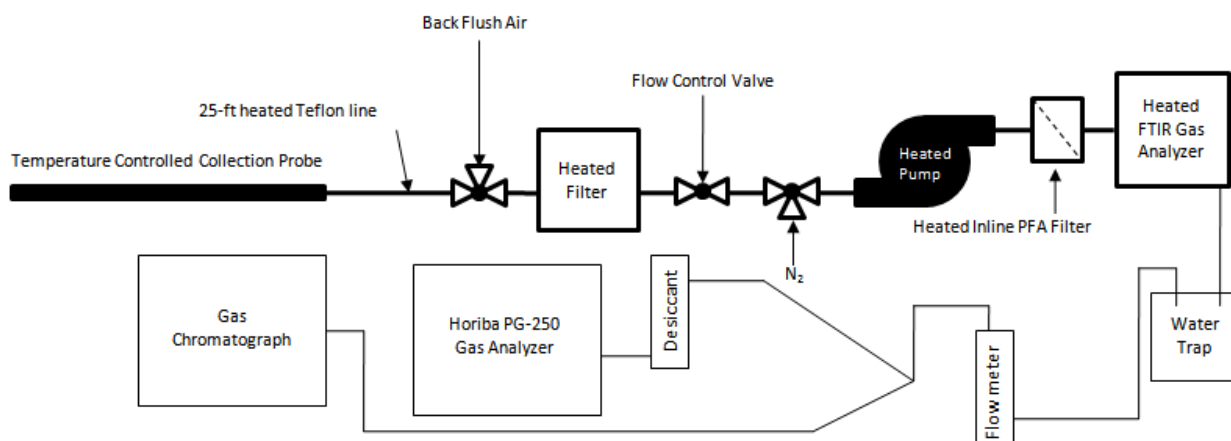 Back Flush Air
Flow Control Valve
25-ft heated Teflon line
Temperature Controlled Collection Probe
Heated
Filter
Heated
Pump
Heated
FTIR Gas
Analyzer
Heated Inline PFA Filter
N₂
Gas
Chromatograph
Horiba PG-250
Gas Analyzer
Desiccant
Flow meter
Water
Trap